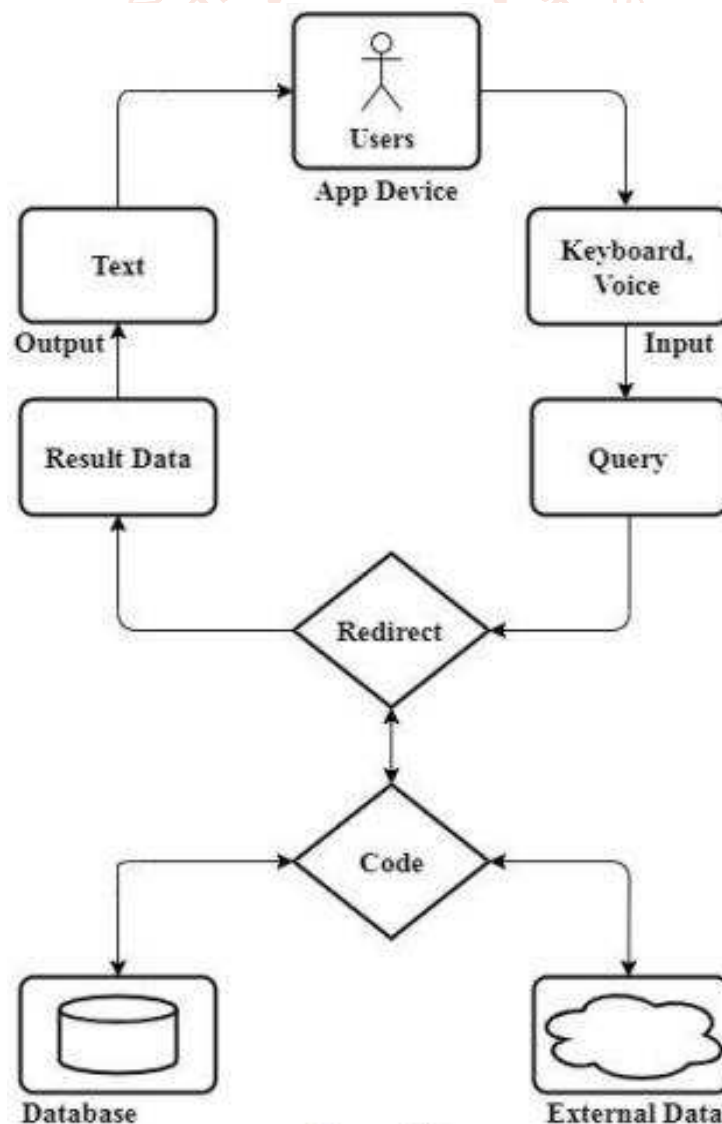 Users
App Device
Text
Keyboard,
Voice
Output
Input
Result Data
Query
Redirect
Code
Database
External Data